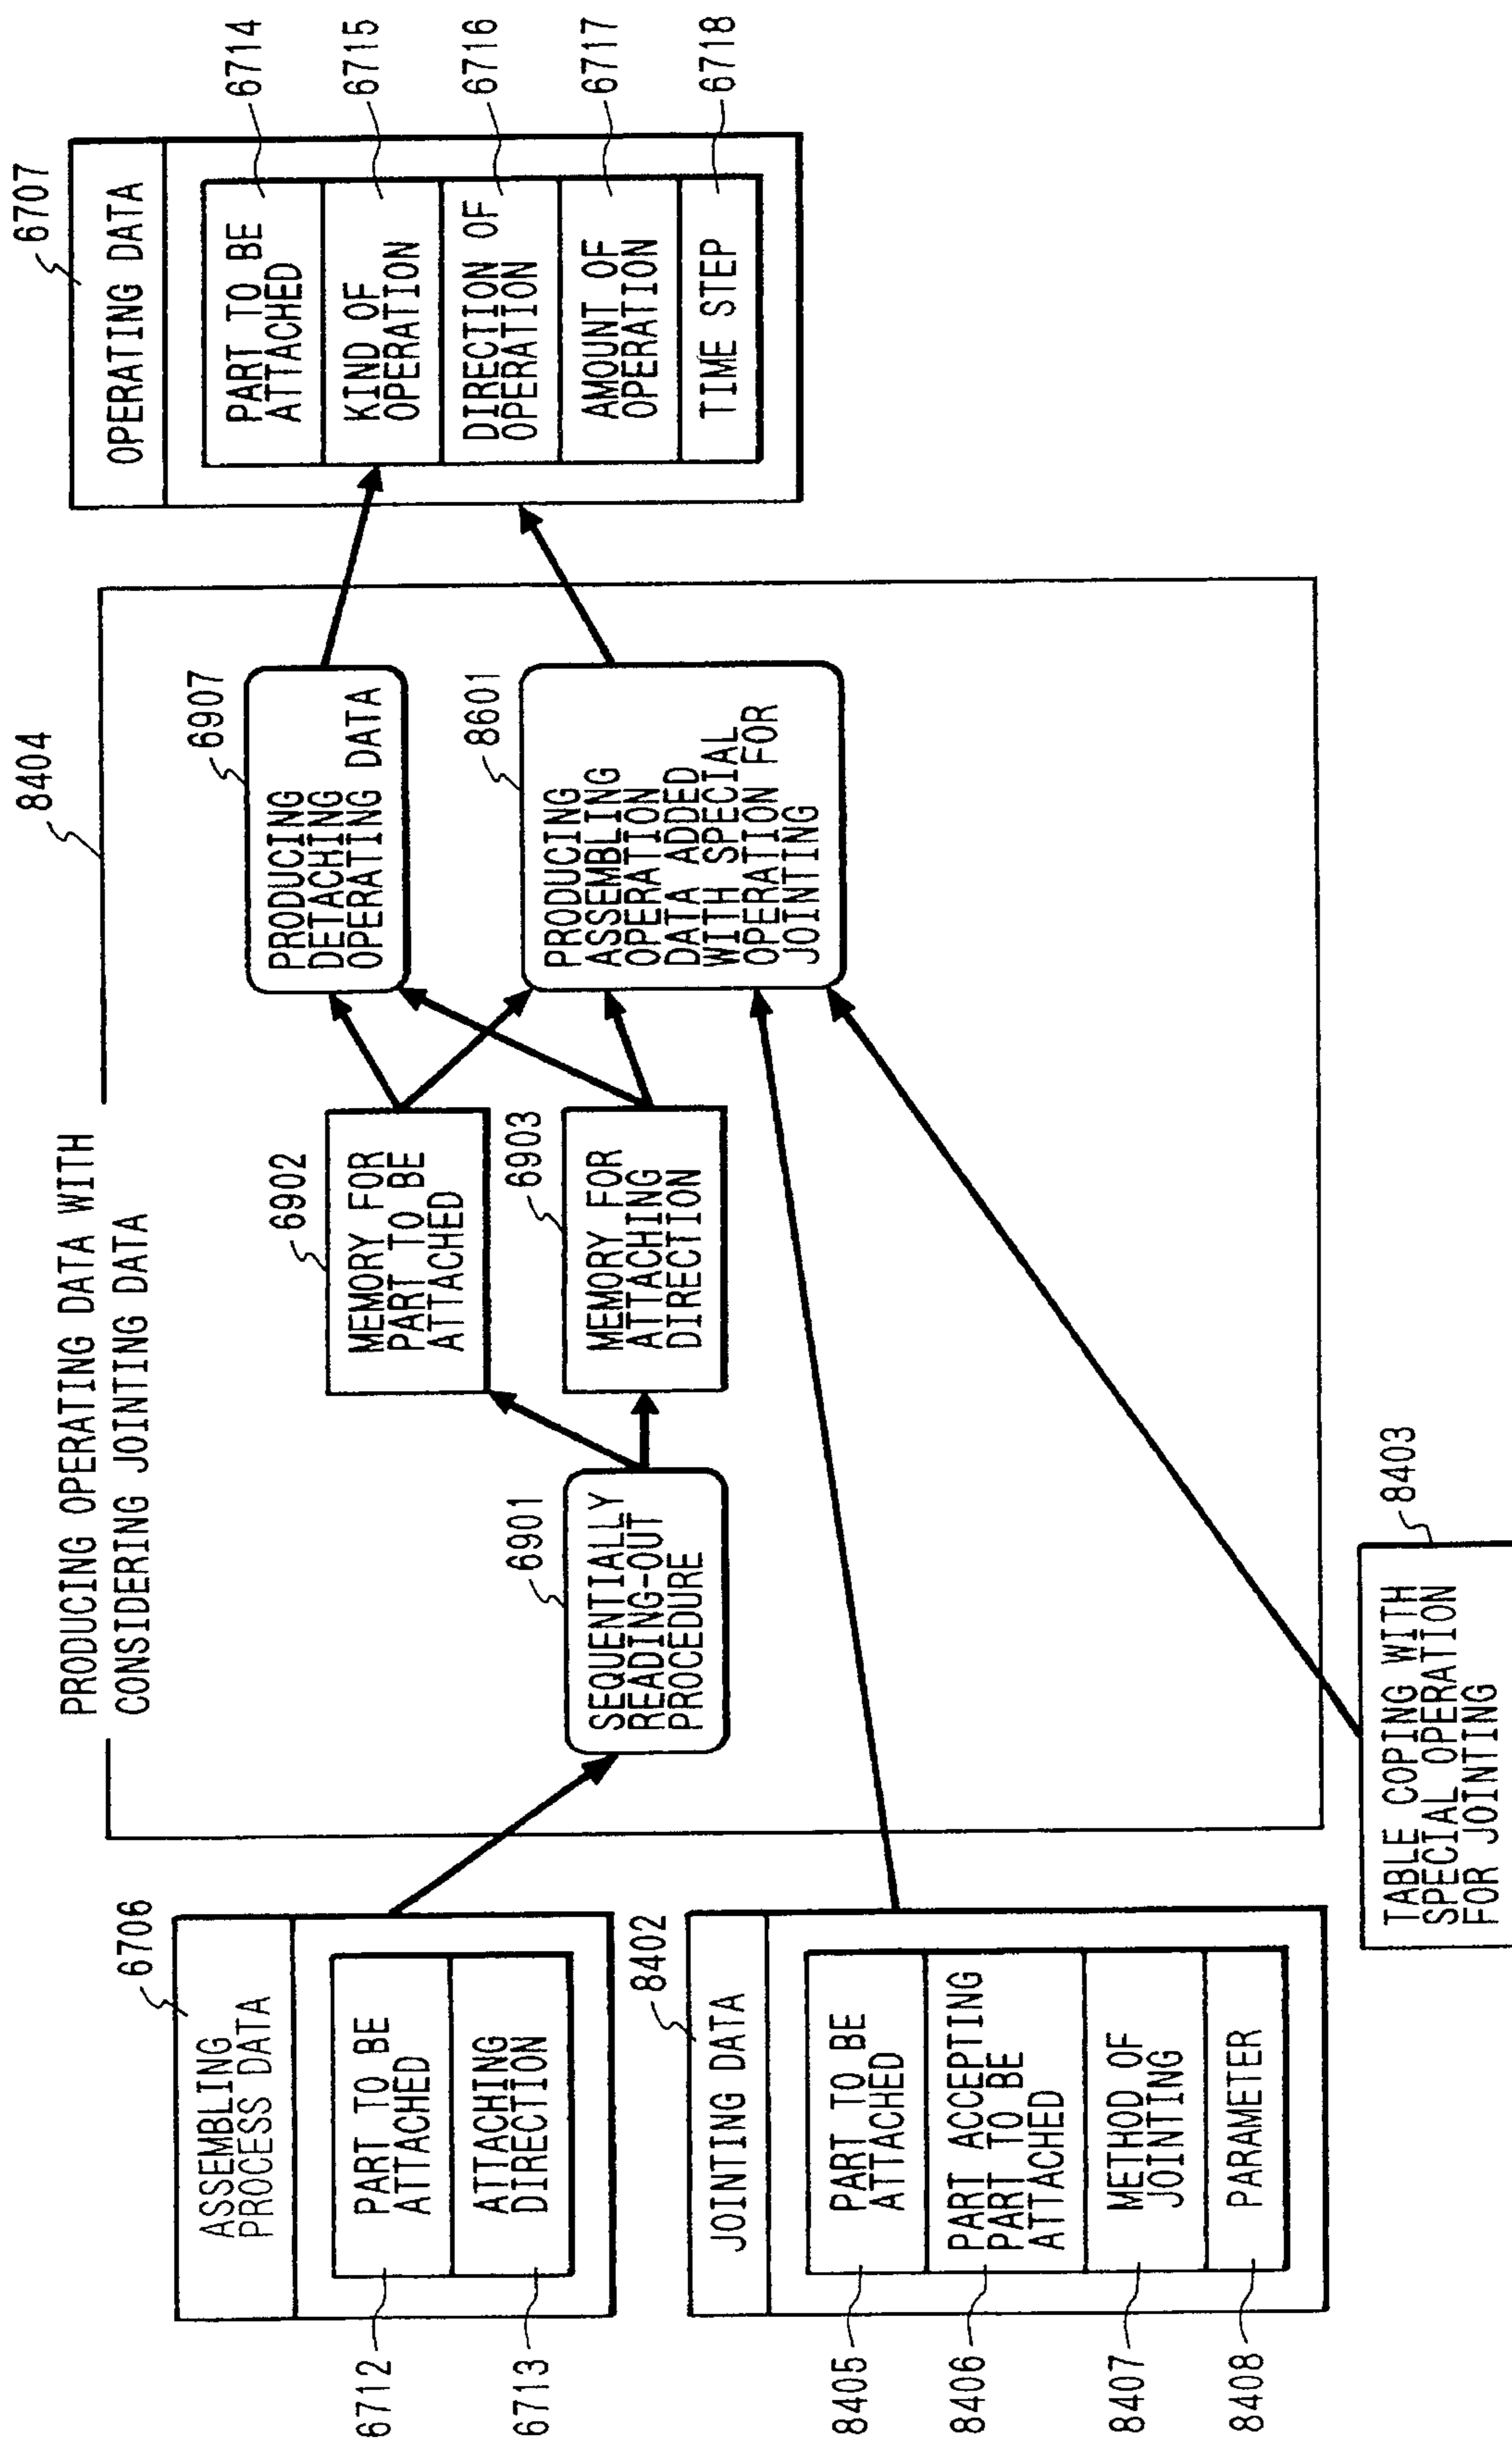 PRODUCING OPERATING DATA WITH
CONSIDERING JOINTING DATA
8404
6706
ASSEMBLING
PROCESS DATA
6712
PART TO BE
ATTACHED
6713
ATTACHING
DIRECTION
8402
JOINTING DATA
8405
PART TO BE
ATTACHED
8406
PART ACCEPTING
PART TO BE
ATTACHED
8407
METHOD OF
JOINTING
8408
PARAMETER
6901
SEQUENTIALLY
READING-OUT
PROCEDURE
6902
MEMORY FOR
PART TO BE
ATTACHED
6903
MEMORY FOR
ATTACHING
DIRECTION
6907
PRODUCING
DETACHING
OPERATING DATA
8601
PRODUCING
ASSEMBLING
OPERATION
DATA ADDED
WITH SPECIAL
OPERATION FOR
JOINTING
8403
TABLE COPING WITH
SPECIAL OPERATION
FOR JOINTING
6707
OPERATING DATA
PART TO BE
ATTACHED
6714
KIND OF
OPERATION
6715
DIRECTION OF
OPERATION
6716
AMOUNT OF
OPERATION
6717
TIME STEP
6718